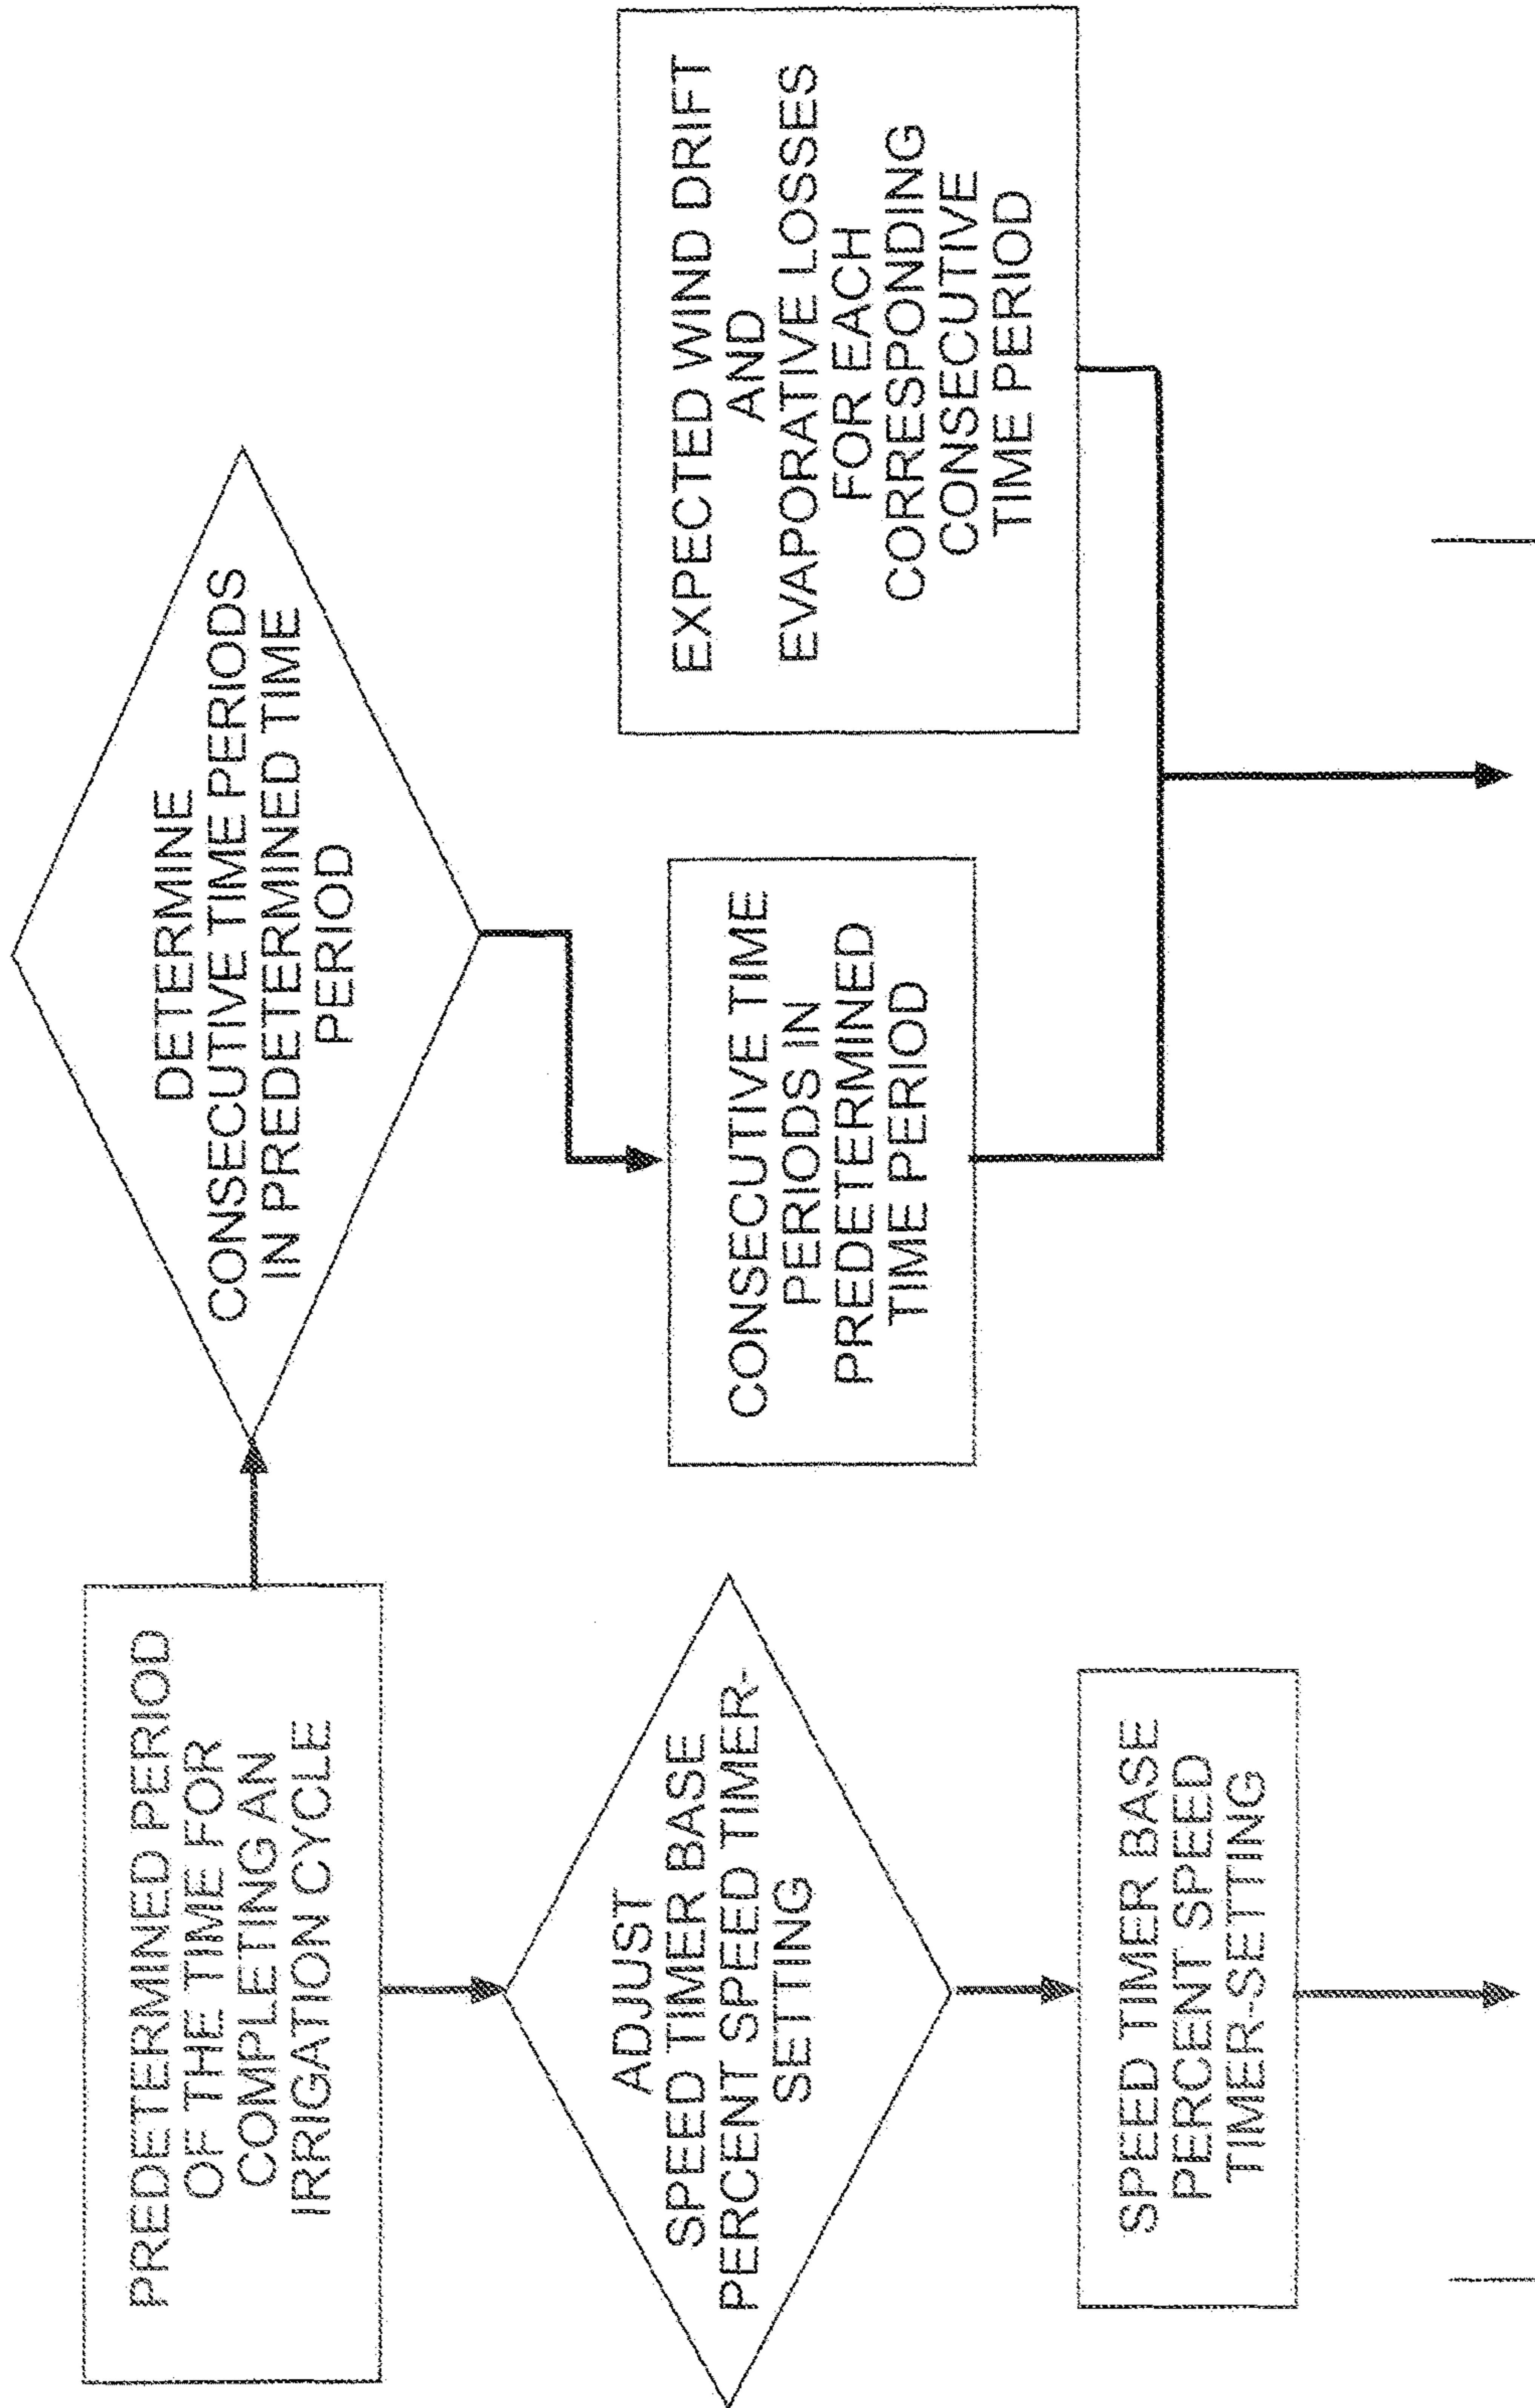 PREDETERMINED PERIOD
OF THE TIME FOR
COMPLETING AN
IRRIGATION CYCLE
DETERMINE
CONSECUTIVE TIME PERIODS
IN PREDETERMINED TIME
PERIOD
ADJUST
SPEED TIMER BASE
PERCENT SPEED TIMER-
SETTING
CONSECUTIVE TIME
PERIODS IN
PREDETERMINED
TIME PERIOD
EXPECTED WIND DRIFT
AND
EVAPORATIVE LOSSES
FOR EACH
CORRESPONDING
CONSECUTIVE
TIME PERIOD
SPEED TIMER BASE
PERCENT SPEED
TIMER-SETTING